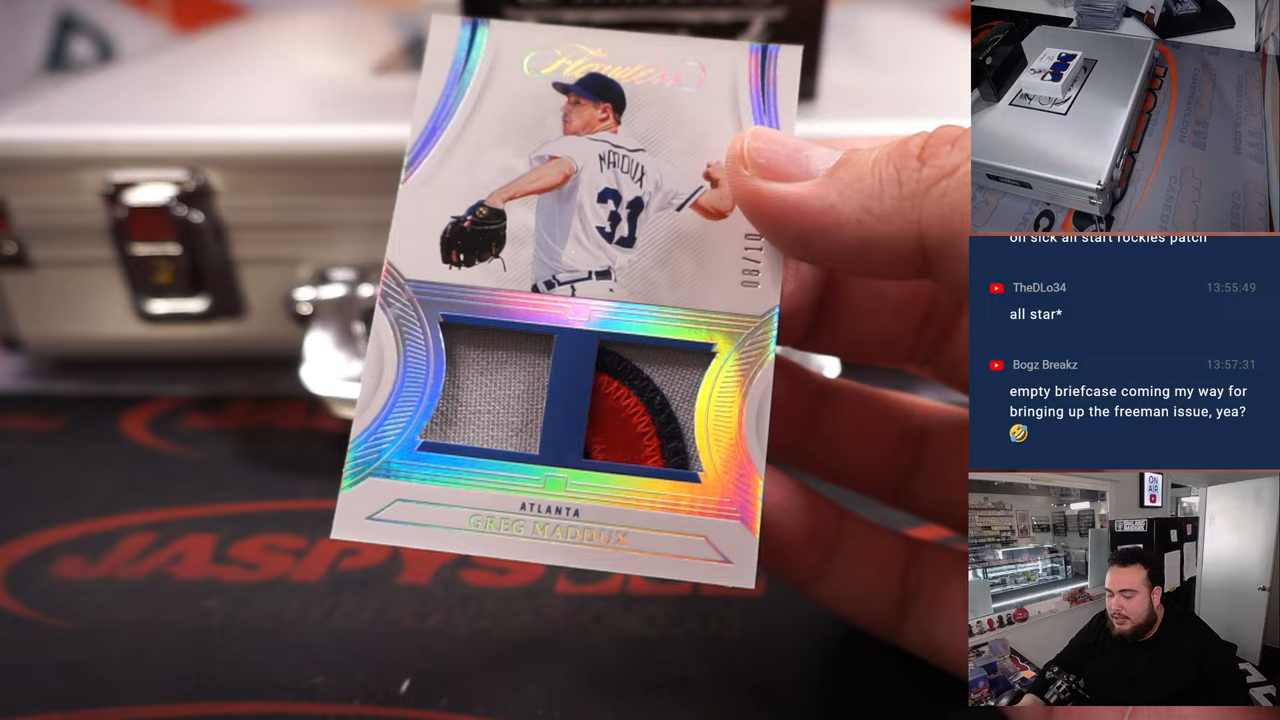 Flawless
MADDUX
31
08/10
ATLANTA
GREG MADDUX
JASPYS
on sick all start rockies patch
TheDLo34 13:55:49
all star*
Bogz Breakz 13:57:31
empty briefcase coming my way for
bringing up the freeman issue, yea?
🤣
ON
AIR